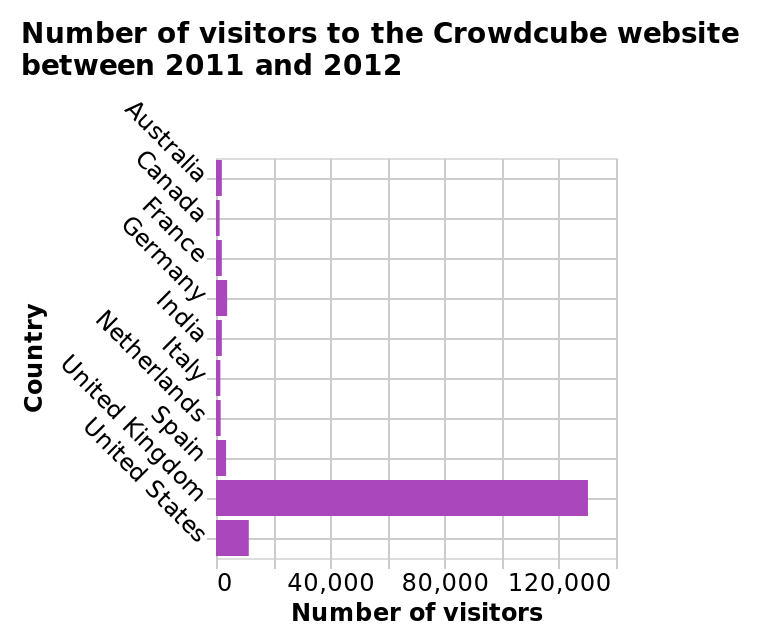 Number of visitors to the Crowdcube website
between 2011 and 2012
Country
Australia
Canada
France
Germany
India
Italy
Netherlands
Spain
United Kingdom
United States
0 40,000 80,000 120,000
Number of visitors